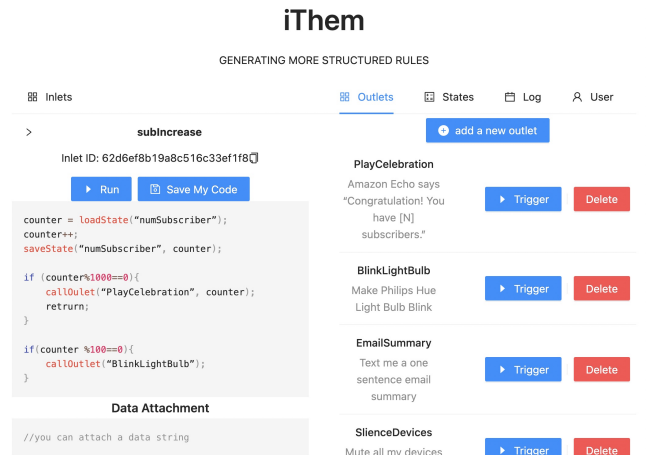 iThem
GENERATING MORE STRUCTURED RULES
Inlets
subIncrease
Inlet ID: 62d6ef8b19a8c516c33ef1f8
Run
Save My Code
counter = loadState(“numSubscriber”);
counter++;
saveState(“numSubscriber”, counter);
if (counter%1000==0){
callOulet(“PlayCelebration”, counter);
retrurn;
}
if(counter %100==0){
callOutlet(“BlinkLightBulb”);
}
Data Attachment
//you can attach a data string
Outlets
States
Log
User
add a new outlet
PlayCelebration
Amazon Echo says
“Congratulation! You
have [N]
subscribers.”
Trigger
Delete
BlinkLightBulb
Make Philips Hue
Light Bulb Blink
Trigger
Delete
EmailSummary
Text me a one
sentence email
summary
Trigger
Delete
SlienceDevices
Mute all my devices
Trigger
Delete